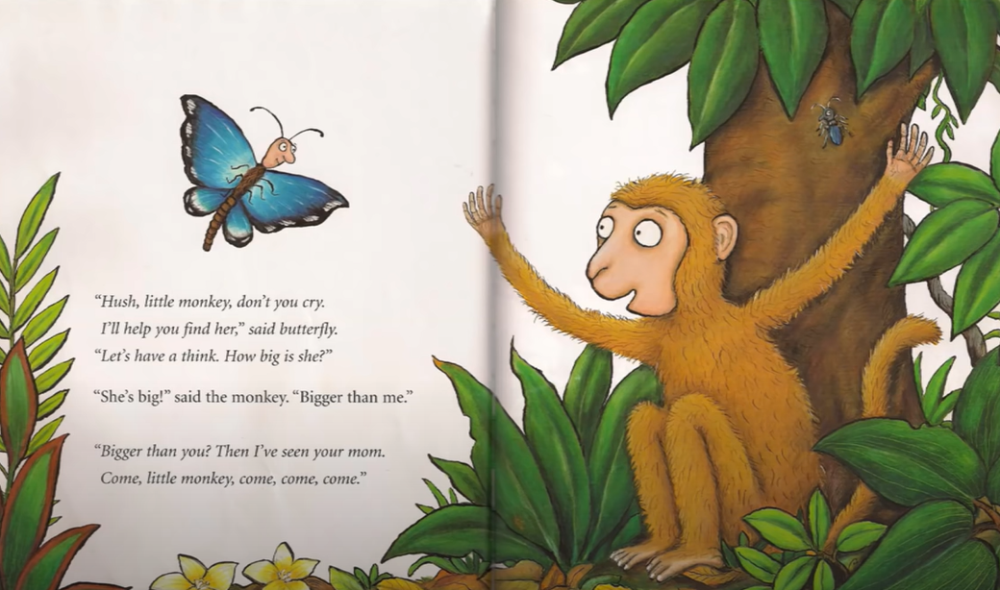 “Hush, little monkey, don’t you cry.
I’ll help you find her,” said butterfly.
“Let’s have a think. How big is she?”
“She’s big!” said the monkey. “Bigger than me.”
“Bigger than you? Then I’ve seen your mom.
Come, little monkey, come, come, come.”